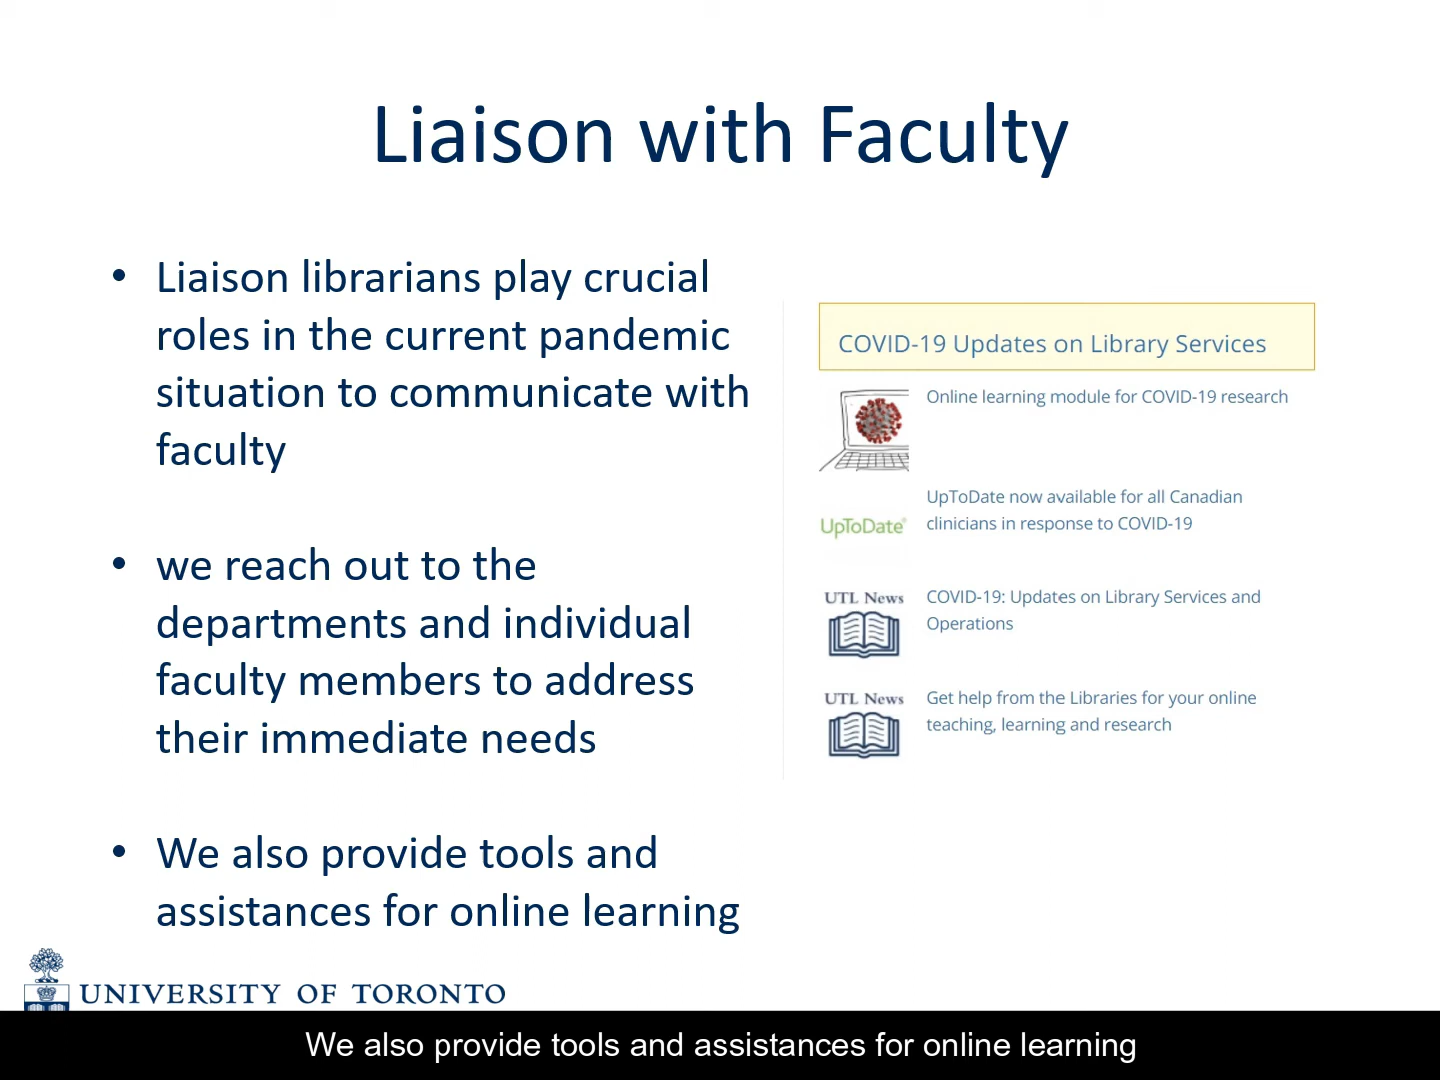 Liaison with Faculty
• Liaison librarians play crucial
roles in the current pandemic
situation to communicate with
faculty
• we reach out to the
departments and individual
faculty members to address
their immediate needs
• We also provide tools and
assistances for online learning
COVID-19 Updates on Library Services
Online learning module for COVID-19 research
UpToDate®
UpToDate now available for all Canadian
clinicians in response to COVID-19
UTL News
COVID-19: Updates on Library Services and
Operations
UTL News
Get help from the Libraries for your online
teaching, learning and research
UNIVERSITY OF TORONTO
We also provide tools and assistances for online learning